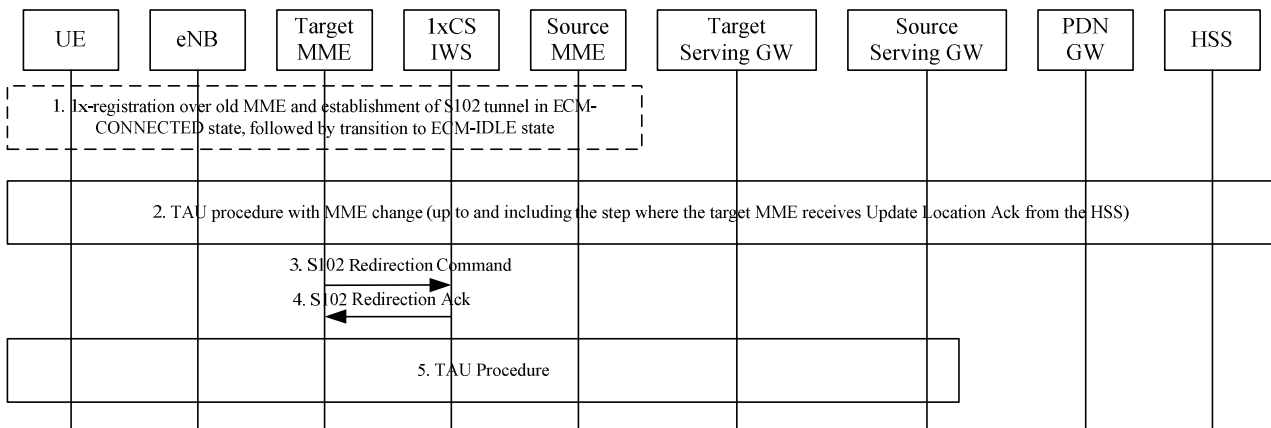 UE
eNB
Target
MME
1xCS
IWS
Source
MME
Target
Serving GW
Source
Serving GW
PDN
GW
HSS
1. 1x-registration over old MME and establishment of S102 tunnel in ECM-
CONNECTED state, followed by transition to ECM-IDLE state
2. TAU procedure with MME change (up to and including the step where the target MME receives Update Location Ack from the HSS)
3. S102 Redirection Command
4. S102 Redirection Ack
5. TAU Procedure